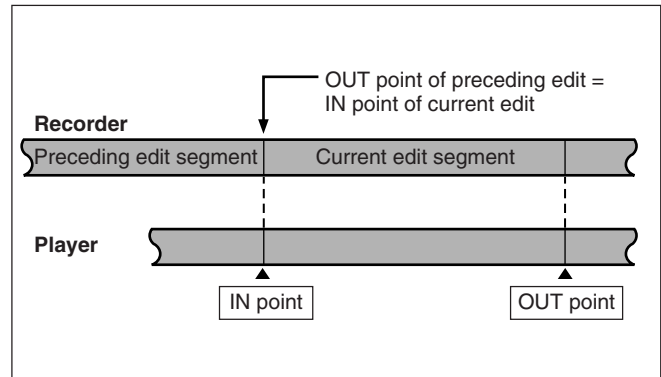 OUT point of preceding edit =
IN point of current edit
Recorder
Preceding edit segment
Current edit segment
Player
IN point
OUT point